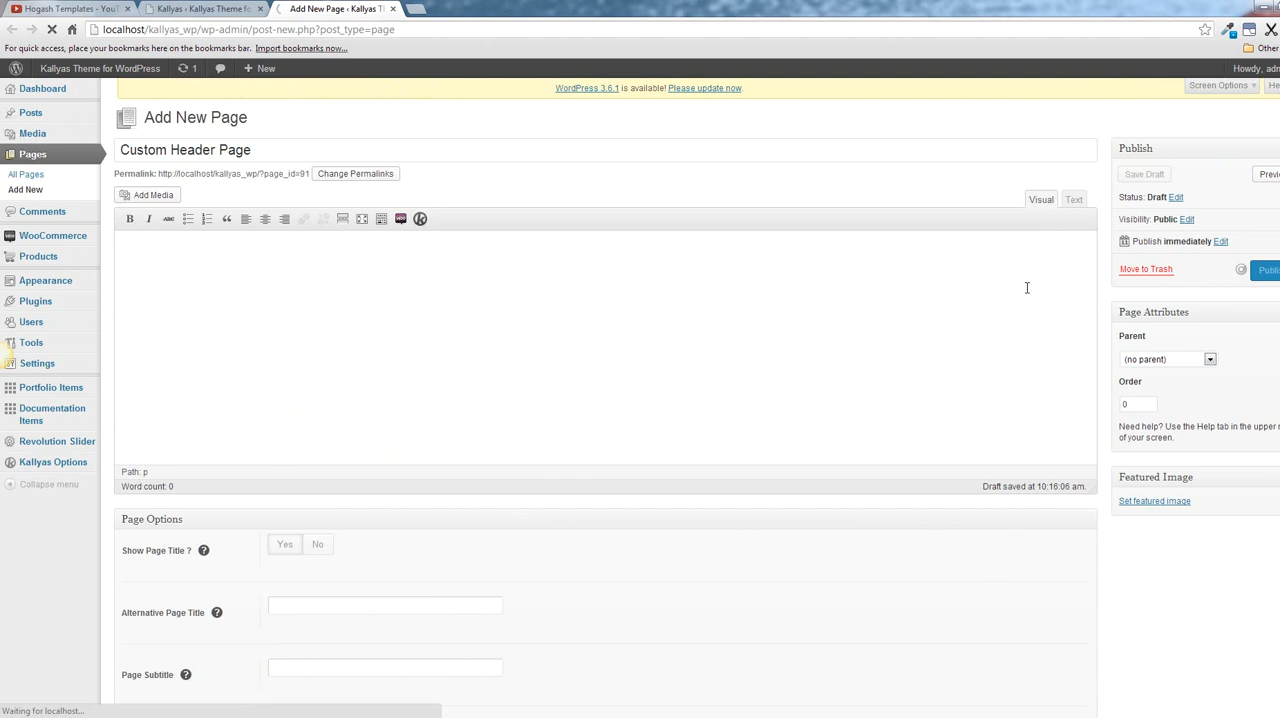 Hogash Templates - YouT
Kallyas ‹ Kallyas Theme fo
Add New Page ‹ Kallyas T
localhost/kallyas_wp/wp-admin/post-new.php?post_type=page
For quick access, place your bookmarks here on the bookmarks bar. Import bookmarks now...
Other
Kallyas Theme for WordPress
1
+ New
Howdy, adm
Dashboard
WordPress 3.6.1 is available! Please update now.
Screen Options
He
Posts
Media
Pages
All Pages
Add New
Comments
WooCommerce
Products
Appearance
Plugins
Users
Tools
Settings
Portfolio Items
Documentation
Items
Revolution Slider
Kallyas Options
Collapse menu
Add New Page
Custom Header Page
Permalink: http://localhost/kallyas_wp/?page_id=91 Change Permalinks
Add Media
Visual
Text
B I ABC
Path: p
Word count: 0
Draft saved at 10:16:06 am.
Page Options
Show Page Title ?
Yes No
Alternative Page Title
Page Subtitle
Publish
Save Draft
Previ
Status: Draft Edit
Visibility: Public Edit
Publish immediately Edit
Move to Trash
Publi
Page Attributes
Parent
(no parent)
Order
0
Need help? Use the Help tab in the upper r
of your screen.
Featured Image
Set featured image
Waiting for localhost...